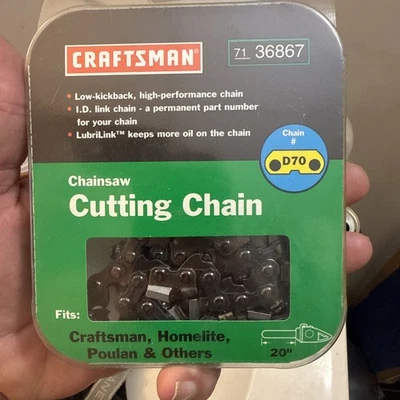 CRAFTSMAN®
71 36867
• Low-kickback, high-performance chain
• I.D. link chain - a permanent part number
for your chain
• LubriLink™ keeps more oil on the chain
Chain
#
D70
Chainsaw
Cutting Chain
Fits:
Craftsman, Homelite,
Poulan & Others
20"